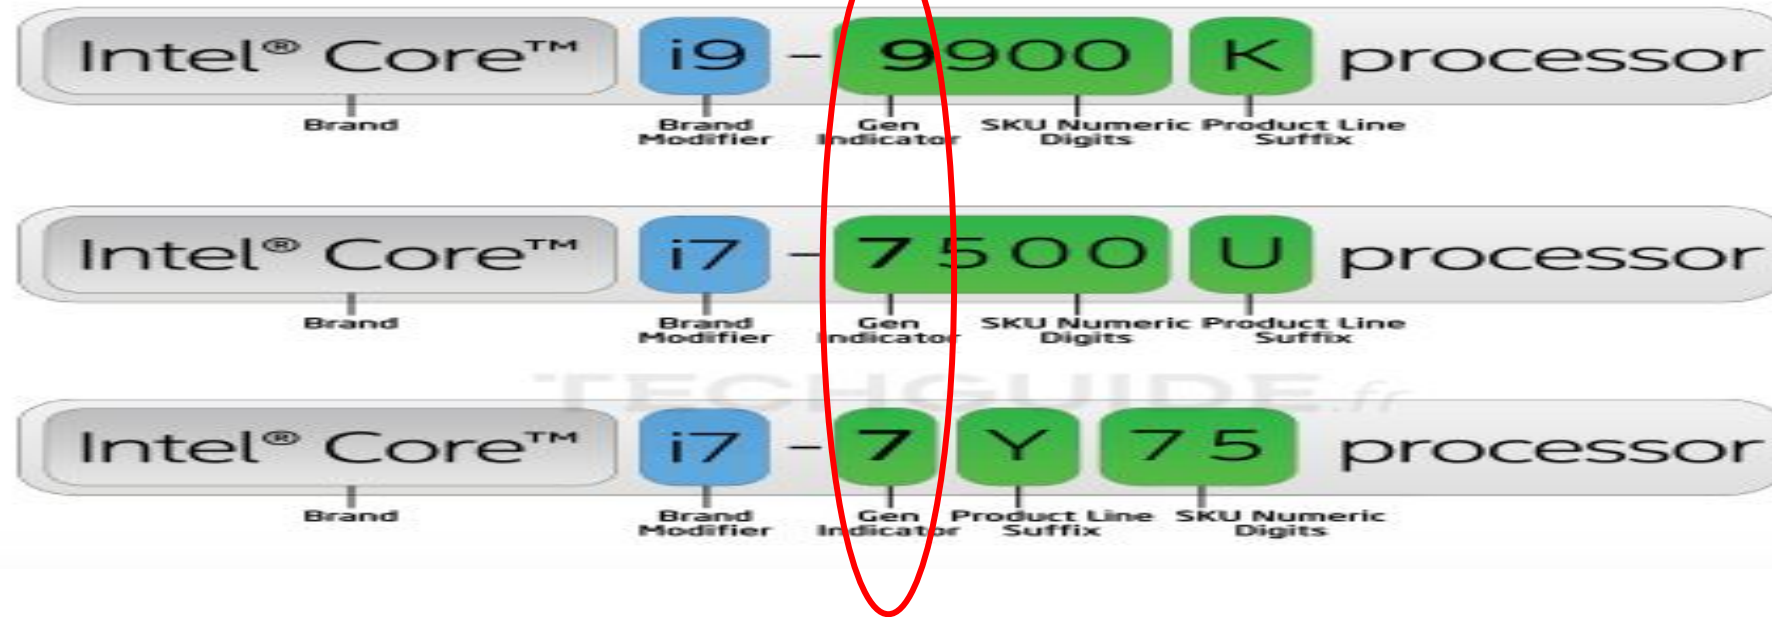 Intel® Core™ i9 - 9900 K processor
Brand Brand Modifier Gen Indicator SKU Numeric Digits Product Line Suffix
Intel® Core™ i7 - 7500 U processor
Brand Brand Modifier Gen Indicator SKU Numeric Digits Product Line Suffix
TECHGUIDE.fr
Intel® Core™ i7 - 7 Y 75 processor
Brand Brand Modifier Gen Indicator Product Line Suffix SKU Numeric Digits